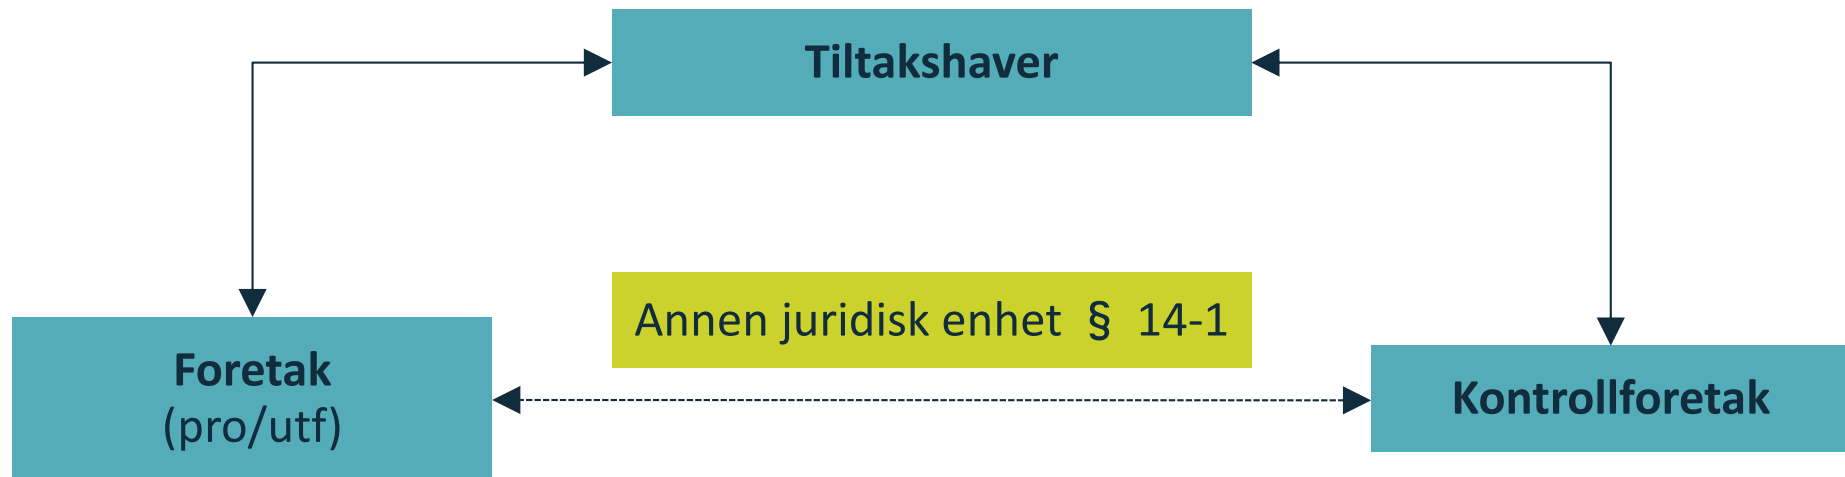 Tiltakshaver
Annen juridisk enhet § 14-1
Foretak
(pro/utf)
Kontrollforetak